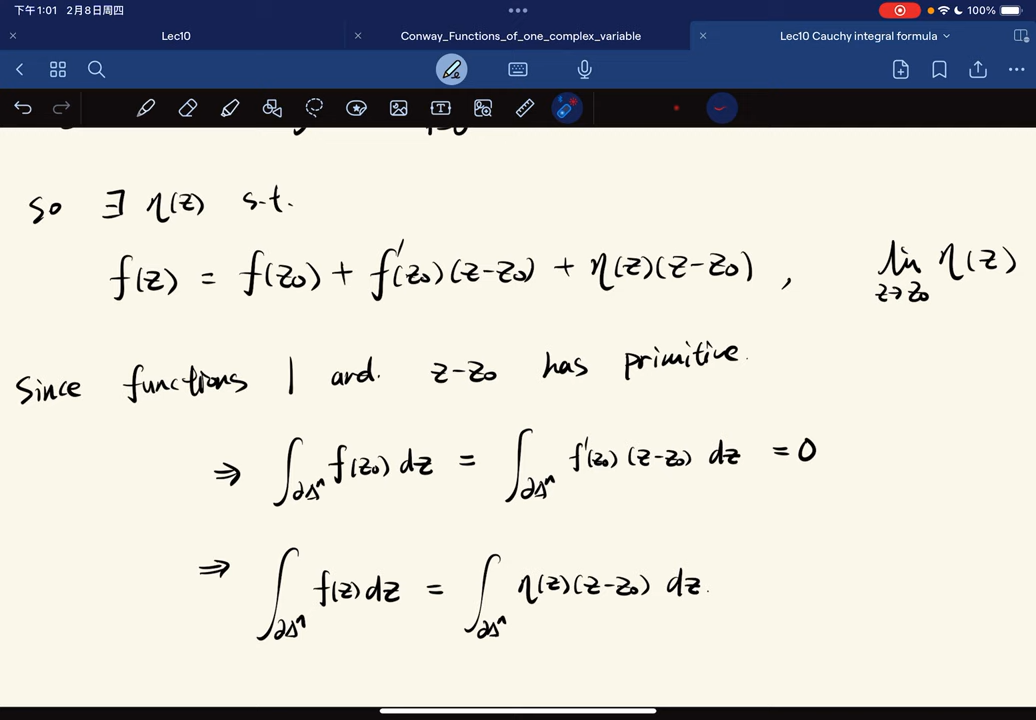 下午1:01 2月8日周四
100%
Lec10
Conway_Functions_of_one_complex_variable
Lec10 Cauchy integral formula
so ∃ η(z) s.t.
f(z) = f(z₀) + f'(z₀)(z-z₀) + η(z)(z-z₀) , lim_{z→z₀} η(z)
Since functions 1 and. z-z₀ has primitive.
⇒ ∫_{∂Δⁿ} f(z₀) dz = ∫_{∂Δⁿ} f'(z₀)(z-z₀) dz = 0
⇒ ∫_{∂Δⁿ} f(z) dz = ∫_{∂Δⁿ} η(z)(z-z₀) dz.